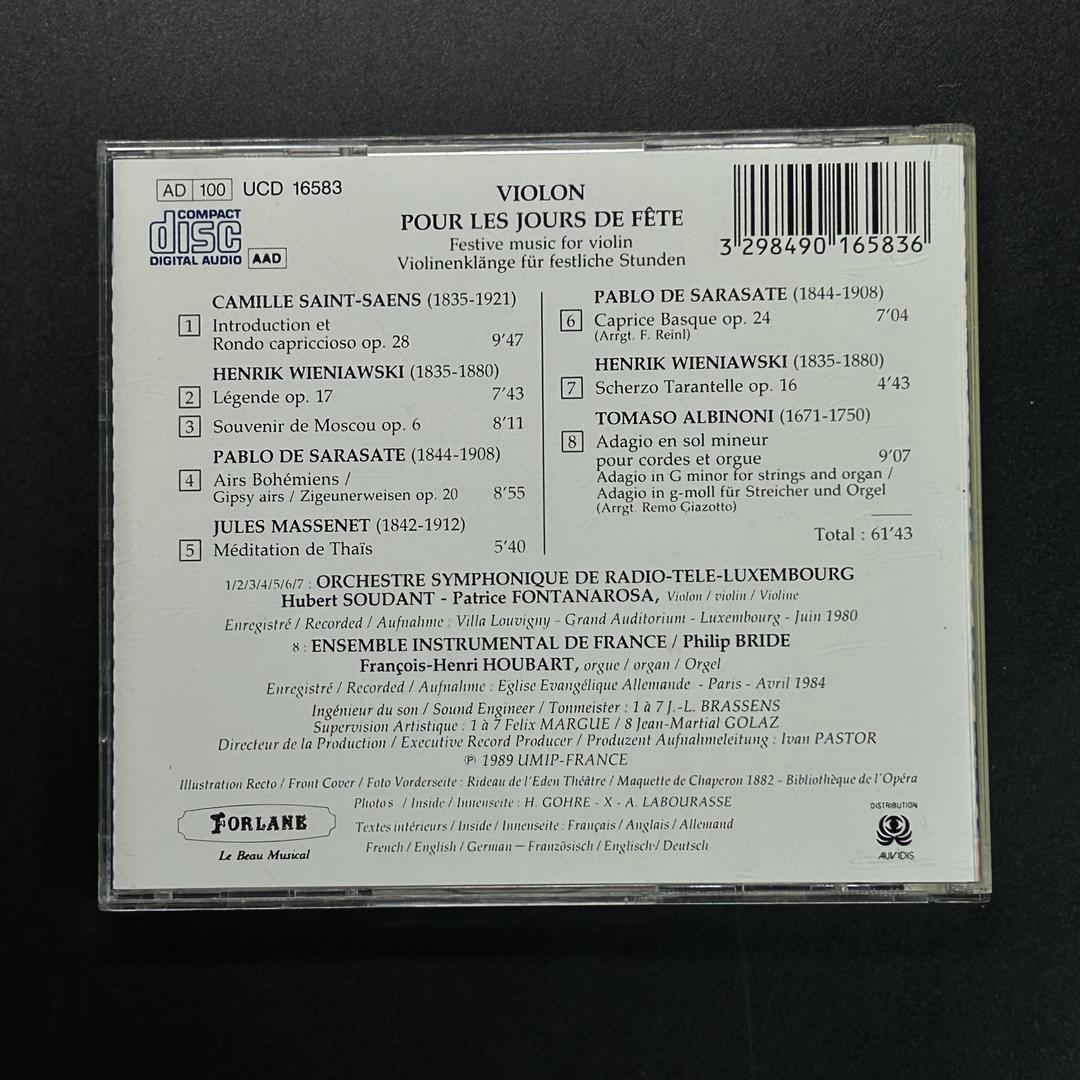 AD 100 UCD 16583
COMPACT
disc
DIGITAL AUDIO AAD
VIOLON
POUR LES JOURS DE FÊTE
Festive music for violin
Violinenklänge für festliche Stunden
3 298490 165836
CAMILLE SAINT-SAENS (1835-1921)
1 Introduction et
Rondo capriccioso op. 28 9'47
HENRIK WIENIAWSKI (1835-1880)
2 Légende op. 17 7'43
3 Souvenir de Moscou op. 6 8'11
PABLO DE SARASATE (1844-1908)
4 Airs Bohémiens /
Gipsy airs / Zigeunerweisen op. 20 8'55
JULES MASSENET (1842-1912)
5 Méditation de Thaïs 5'40
PABLO DE SARASATE (1844-1908)
6 Caprice Basque op. 24 7'04
(Arrgt. F. Reinl)
HENRIK WIENIAWSKI (1835-1880)
7 Scherzo Tarantelle op. 16 4'43
TOMASO ALBINONI (1671-1750)
8 Adagio en sol mineur
pour cordes et orgue 9'07
Adagio in G minor for strings and organ /
Adagio in g-moll für Streicher und Orgel
(Arrgt. Remo Giazotto)
Total : 61'43
1/2/3/4/5/6/7 : ORCHESTRE SYMPHONIQUE DE RADIO-TELE-LUXEMBOURG
Hubert SOUDANT - Patrice FONTANAROSA, Violon / violin / Violine
Enregistré / Recorded / Aufnahme : Villa Louvigny - Grand Auditorium - Luxembourg - Juin 1980
8 : ENSEMBLE INSTRUMENTAL DE FRANCE / Philip BRIDE
François-Henri HOUBART, orgue / organ / Orgel
Enregistré / Recorded / Aufnahme : Eglise Evangélique Allemande - Paris - Avril 1984
Ingénieur du son / Sound Engineer / Tonmeister : 1 à 7 J.-L. BRASSENS
Supervision Artistique : 1 à 7 Felix MARGUE / 8 Jean-Martial GOLAZ
Directeur de la Production / Executive Record Producer / Produzent Aufnahmeleitung : Ivan PASTOR
℗ 1989 UMIP-FRANCE
Illustration Recto / Front Cover / Foto Vorderseite : Rideau de l'Eden Théâtre / Maquette de Chaperon 1882 - Bibliothèque de l'Opéra
Photos / Inside / Innenseite : H. GOHRE - X - A. LABOURASSE
Textes intérieurs / Inside / Innenseite : Français / Anglais / Allemand
French / English / German – Französisch / Englisch / Deutsch
FORLANE
Le Beau Musical
DISTRIBUTION
AUVIDIS